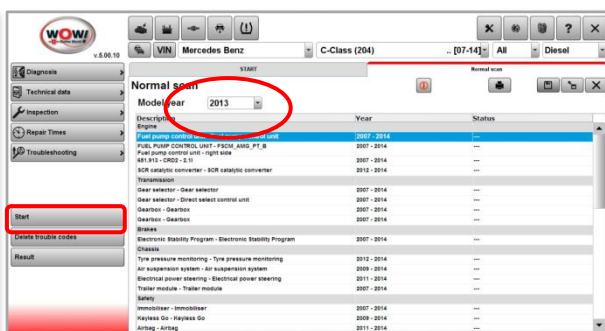 WOW!
v.5.00.10
VIN Mercedes Benz C-Class (204) .. [07-14] All Diesel
START Normal scan
Diagnosis
Technical data
Inspection
Repair Times
Troubleshooting
Start
Delete trouble codes
Result
Normal scan
Model year 2013
Description Year Status
Engine
Fuel pump control unit control unit 2007 - 2014 ---
FUEL PUMP CONTROL UNIT - FSCM_AMG_PT_B 2007 - 2014 ---
Fuel pump control unit - right side
651.913 - CRD2 - 2.1l 2007 - 2014 ---
SCR catalytic converter - SCR catalytic converter 2012 - 2014 ---
Transmission
Gear selector - Gear selector 2007 - 2014 ---
Gear selector - Direct select control unit 2007 - 2014 ---
Gearbox - Gearbox 2007 - 2014 ---
Gearbox - Gearbox 2007 - 2014 ---
Brakes
Electronic Stability Program - Electronic Stability Program 2007 - 2014 ---
Chassis
Tyre pressure monitoring - Tyre pressure monitoring 2012 - 2014 ---
Air suspension system - Air suspension system 2009 - 2014 ---
Electrical power steering - Electrical power steering 2011 - 2014 ---
Trailer module - Trailer module 2007 - 2014 ---
Safety
Immobiliser - Immobiliser 2007 - 2014 ---
Keyless Go - Keyless Go 2009 - 2014 ---
Airbag - Airbag 2011 - 2014 ---